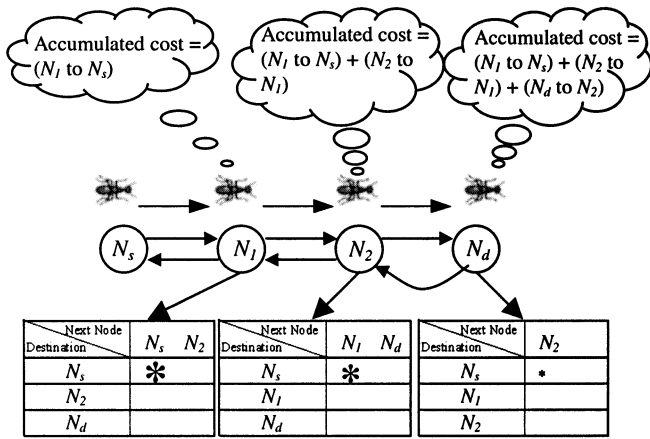 Accumulated cost =
(N1 to Ns)
Accumulated cost =
(N1 to Ns) + (N2 to
N1)
Accumulated cost =
(N1 to Ns) + (N2 to
N1) + (Nd to N2)
Ns N1 N2 Nd
Next Node
Destination
Ns N2
Ns *
N2
Nd
Next Node
Destination
N1 Nd
Ns *
N1
Nd
Next Node
Destination
N2
Ns *
N1
N2